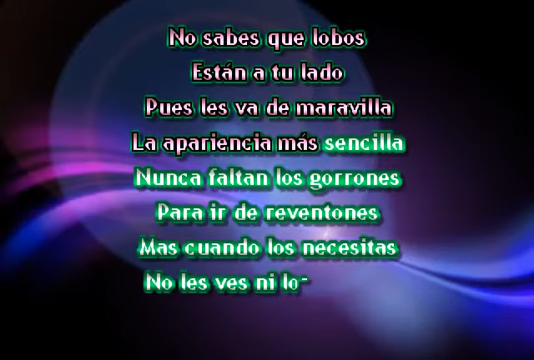 No sabes que lobos
Están a tu lado
Pues les va de maravilla
La apariencia más sencilla
Nunca faltan los gorrones
Para ir de reventones
Mas cuando los necesitas
No les ves ni lo-